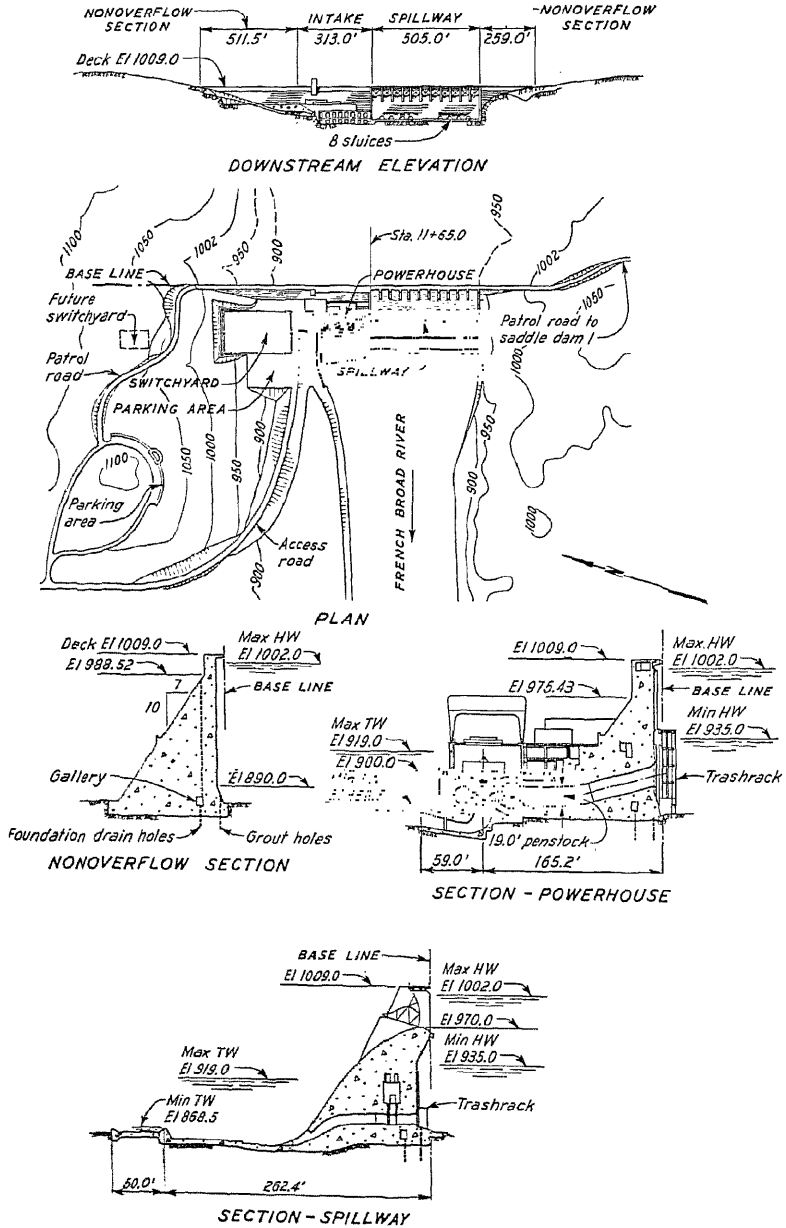 NONOVERFLOW
SECTION
INTAKE
SPILLWAY
NONOVERFLOW
SECTION
511.5'
313.0'
505.0'
259.0'
Deck El 1009.0
8 sluices
DOWNSTREAM ELEVATION
1100
1050
1002
950
900
950
Sta. 11+65.0
1002
BASE LINE
POWERHOUSE
1050
Future
switchyard
Patrol road to
saddle dam 1
Patrol
road
1000
SWITCHYARD
SPILLWAY
PARKING AREA
1050
1000
950
900
950
900
1100
Parking
area
1000
Access
road
900
FRENCH BROAD RIVER
PLAN
Deck El 1009.0
Max HW
El 1002.0
El 988.52
BASE LINE
7
10
El 890.0
Gallery
Foundation drain holes
Grout holes
NONOVERFLOW SECTION
El 1009.0
Max. HW
El 1002.0
El 975.43
BASE LINE
Max TW
El 919.0
Min HW
El 935.0
El 900.0
Trashrack
19.0' penstock
59.0'
165.2'
SECTION - POWERHOUSE
BASE LINE
El 1009.0
Max HW
El 1002.0
El 970.0
Min HW
El 935.0
Max TW
El 919.0
Min TW
El 868.5
Trashrack
50.0'
262.4'
SECTION - SPILLWAY